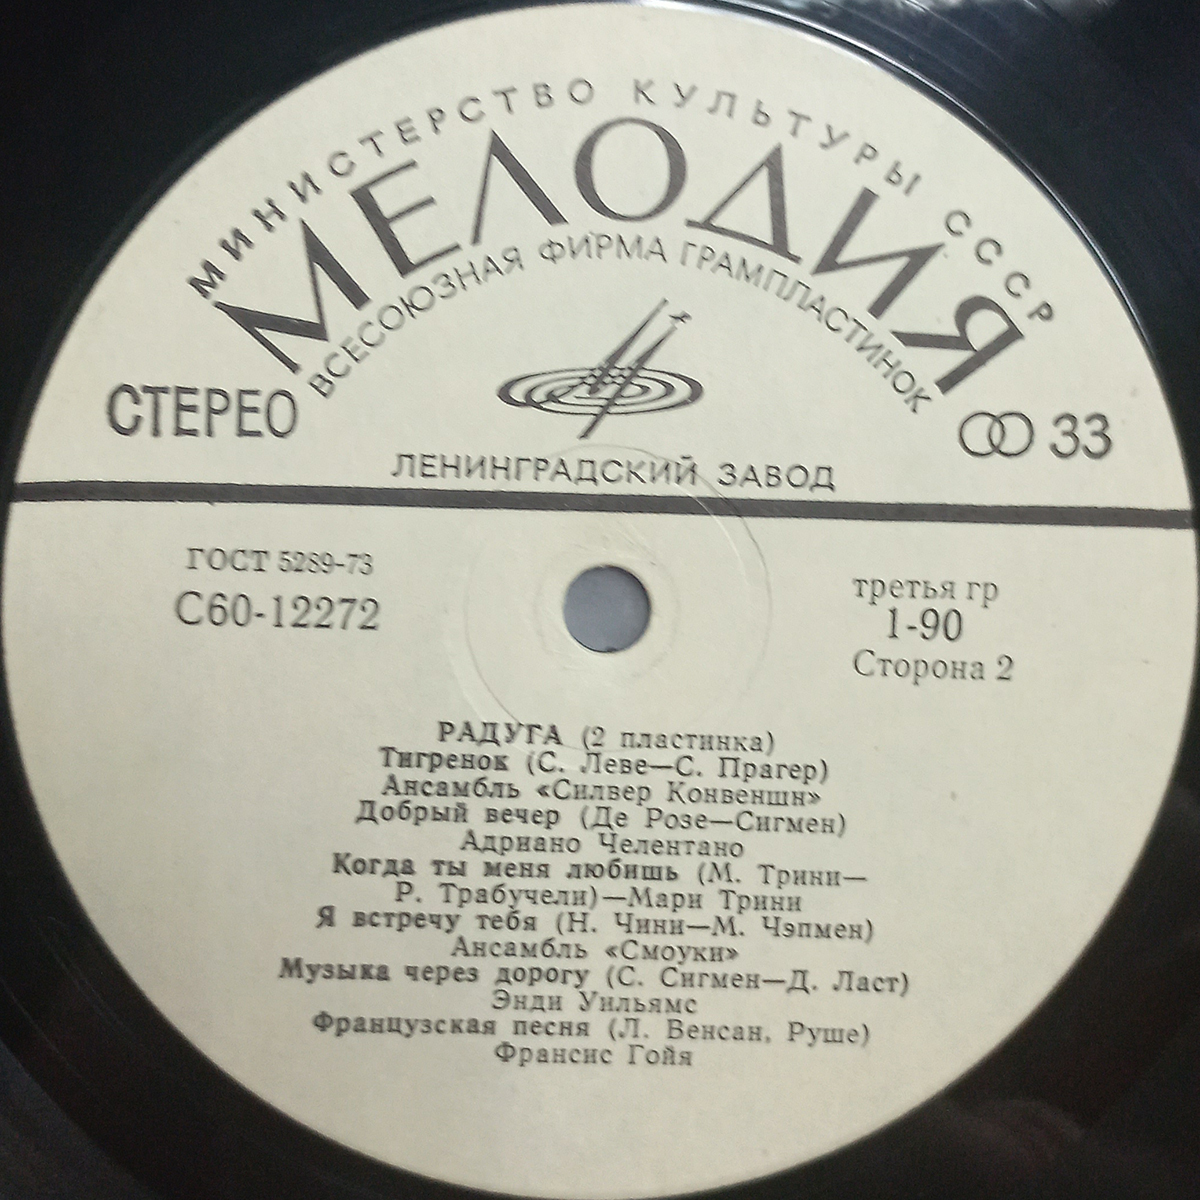 МИНИСТЕРСТВО КУЛЬТУРЫ СССР
МЕЛОДИЯ
ВСЕСОЮЗНАЯ ФИРМА ГРАМПЛАСТИНОК
СТЕРЕО
33
ЛЕНИНГРАДСКИЙ ЗАВОД
ГОСТ 5289-73
С60-12272
третья гр
1-90
Сторона 2
РАДУГА (2 пластинка)
Тигренок (С. Леве—С. Прагер)
Ансамбль «Силвер Конвеншн»
Добрый вечер (Де Розе—Сигмен)
Адриано Челентано
Когда ты меня любишь (М. Трини—
Р. Трабучели)—Мари Трини
Я встречу тебя (Н. Чини—М. Чэпмен)
Ансамбль «Смоуки»
Музыка через дорогу (С. Сигмен—Д. Ласт)
Энди Уильямс
Французская песня (Л. Венсан, Руше)
Франсис Гойя